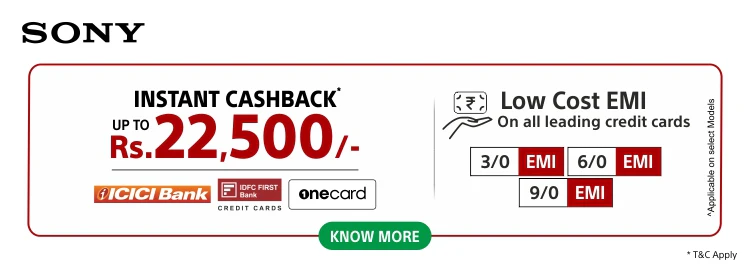 SONY
INSTANT CASHBACK*
UP TO
Rs.22,500/-
ICICI Bank
IDFC FIRST
Bank
CREDIT CARDS
onecard
₹
Low Cost EMI
On all leading credit cards
3/0 EMI 6/0 EMI
9/0 EMI
^Applicable on select Models
KNOW MORE
* T&C Apply